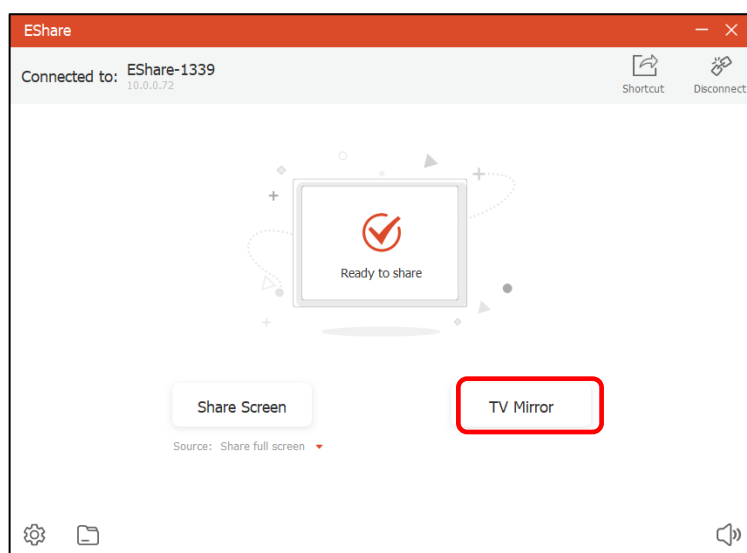 EShare
Connected to: EShare-1339
10.0.0.72
Shortcut
Disconnect
Ready to share
Share Screen
TV Mirror
Source: Share full screen